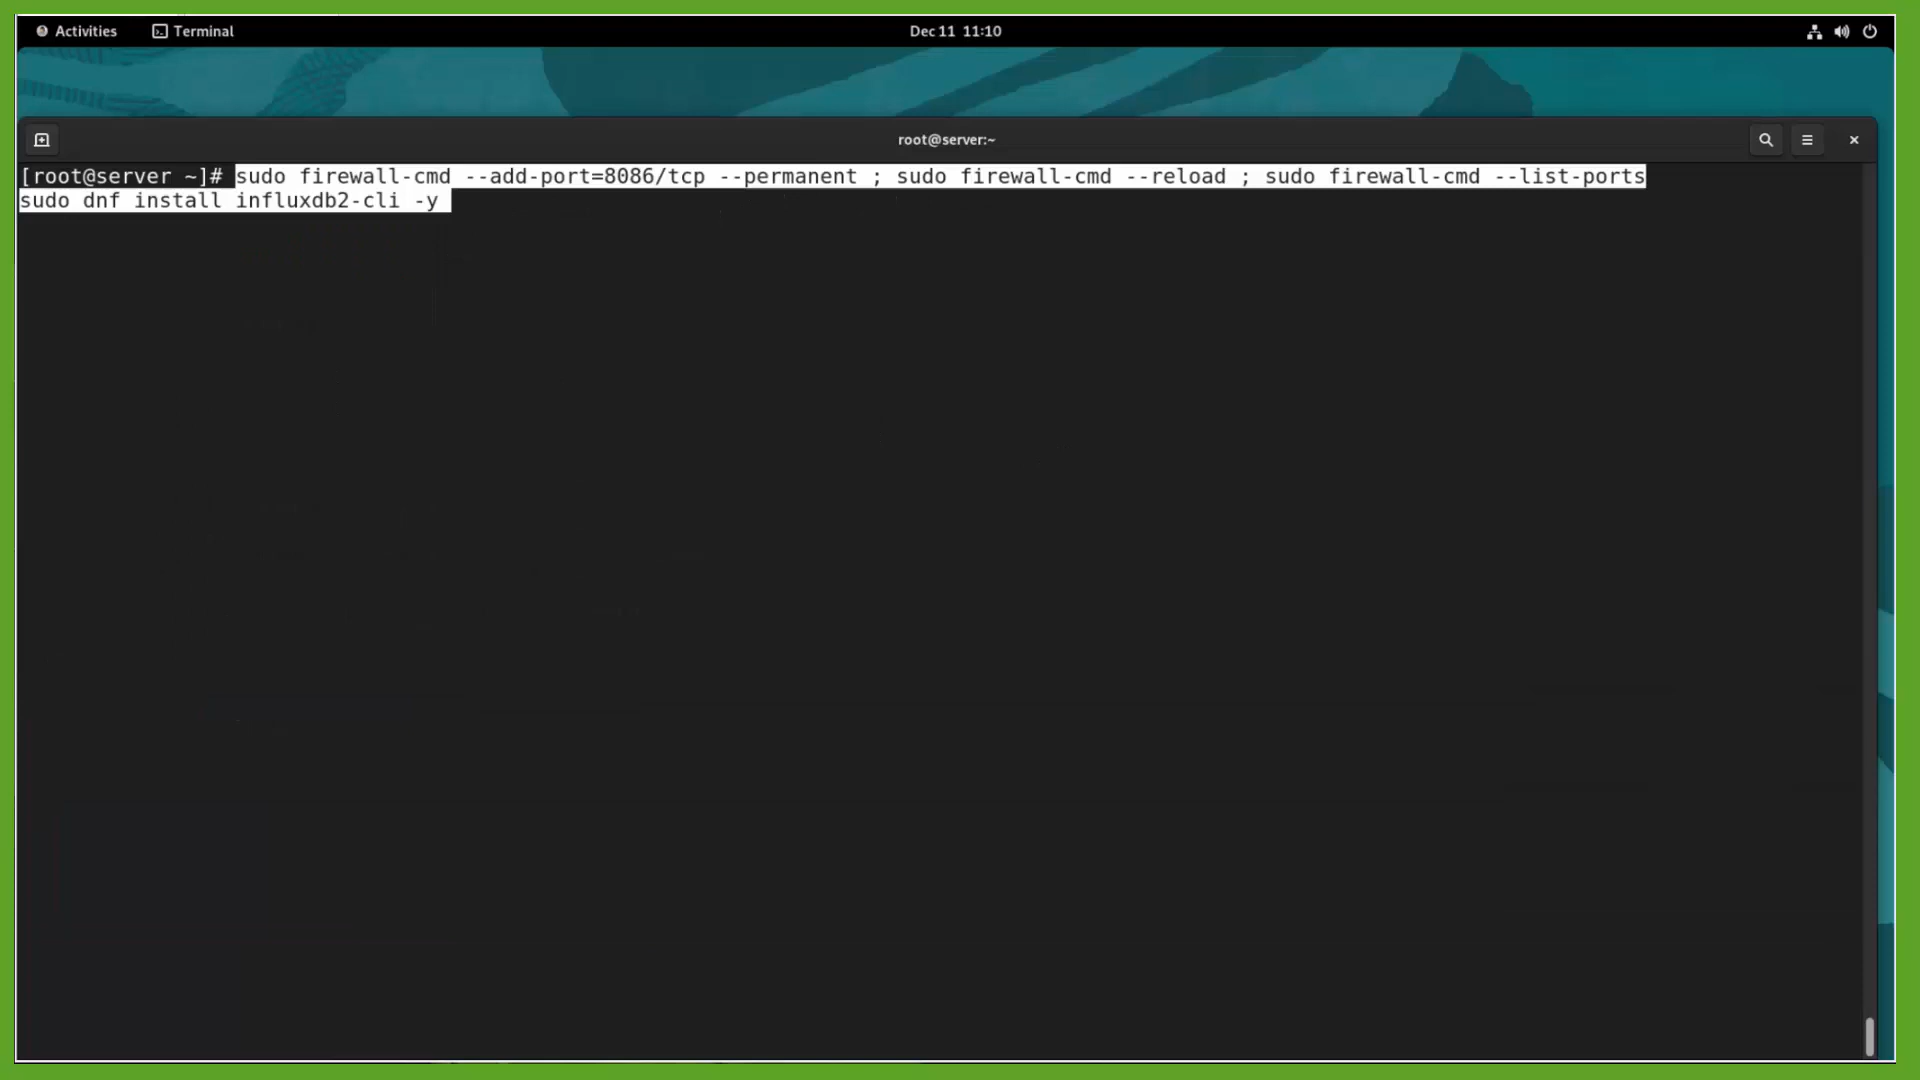 Activities Terminal Dec 11 11:10
root@server:~
[root@server ~]# sudo firewall-cmd --add-port=8086/tcp --permanent ; sudo firewall-cmd --reload ; sudo firewall-cmd --list-ports
sudo dnf install influxdb2-cli -y